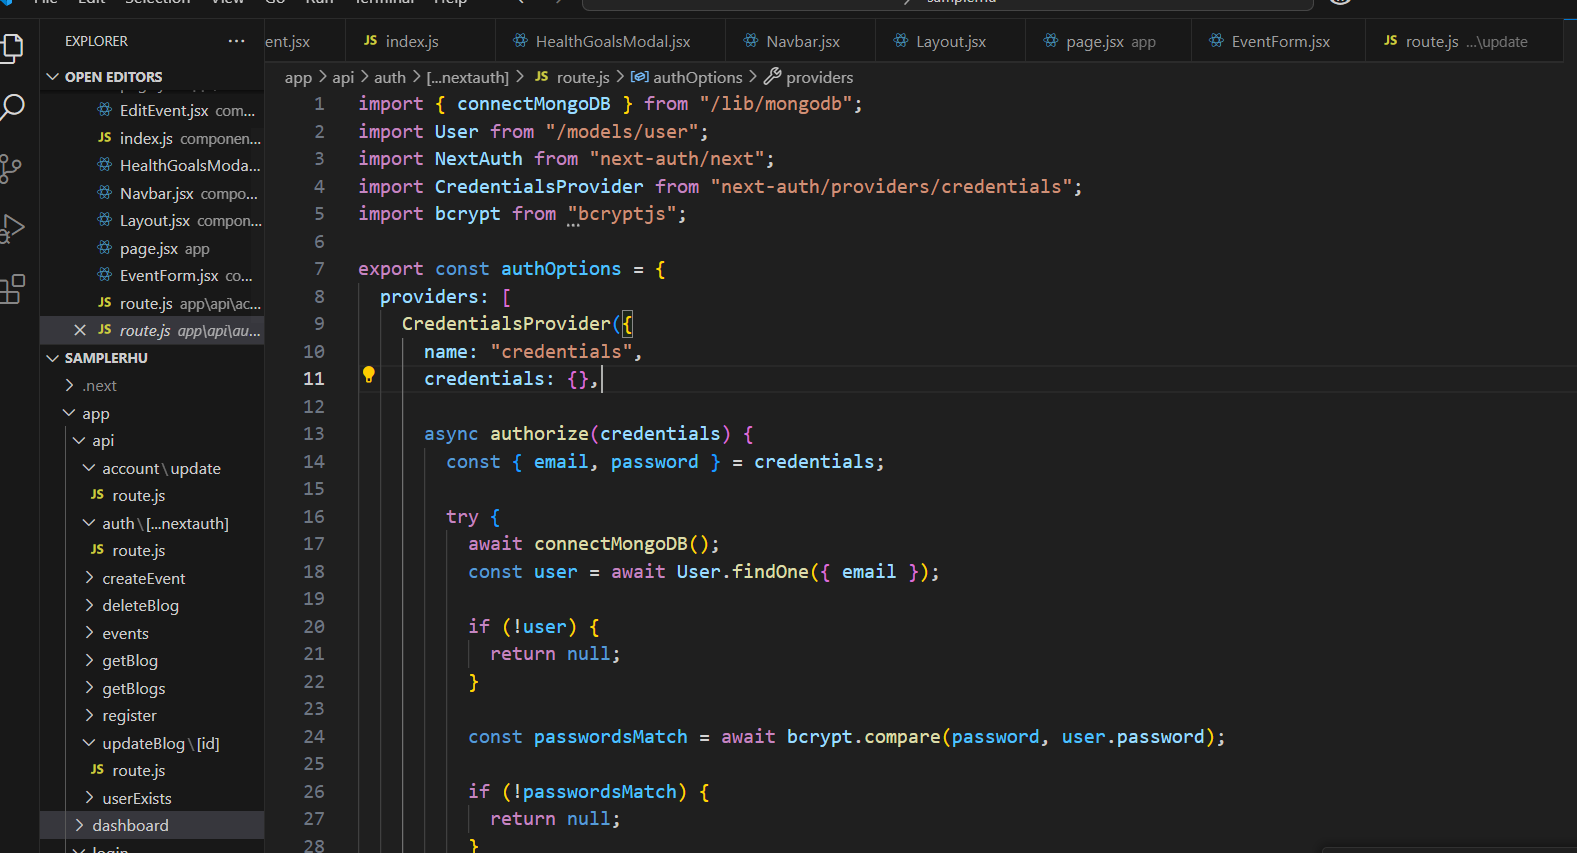 File Edit Selection View Go Run Terminal Help
samplerhu
EXPLORER ...
ent.jsx
JS index.js
HealthGoalsModal.jsx
Navbar.jsx
Layout.jsx
page.jsx app
EventForm.jsx
JS route.js ...\update
OPEN EDITORS
EditEvent.jsx com...
JS index.js componen...
HealthGoalsModa...
Navbar.jsx compo...
Layout.jsx compon...
page.jsx app
EventForm.jsx co...
JS route.js app\api\ac...
JS route.js app\api\au...
SAMPLERHU
.next
app
api
account\update
JS route.js
auth\[...nextauth]
JS route.js
createEvent
deleteBlog
events
getBlog
getBlogs
register
updateBlog\[id]
JS route.js
userExists
dashboard
login
app > api > auth > [...nextauth] > JS route.js > authOptions > providers
1 import { connectMongoDB } from "/lib/mongodb";
2 import User from "/models/user";
3 import NextAuth from "next-auth/next";
4 import CredentialsProvider from "next-auth/providers/credentials";
5 import bcrypt from "bcryptjs";
6
7 export const authOptions = {
8 providers: [
9 CredentialsProvider({
10 name: "credentials",
11 credentials: {},
12
13 async authorize(credentials) {
14 const { email, password } = credentials;
15
16 try {
17 await connectMongoDB();
18 const user = await User.findOne({ email });
19
20 if (!user) {
21 return null;
22 }
23
24 const passwordsMatch = await bcrypt.compare(password, user.password);
25
26 if (!passwordsMatch) {
27 return null;
28 }